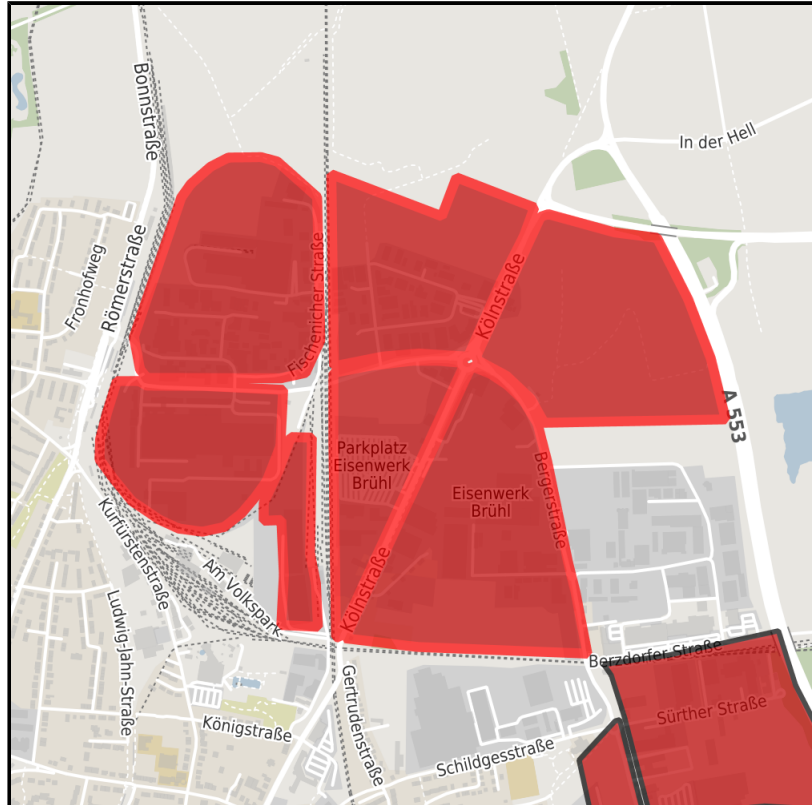 Bonnstraße
In der Hell
Fronhofweg
Römerstraße
Fischenicher Straße
Kölnstraße
A 553
Parkplatz
Eisenwerk
Brühl
Eisenwerk
Brühl
Bergerstraße
Kurfürstenstraße
Am Volkspark
Kölnstraße
Ludwig-Jahn-Straße
Berzdorfer Straße
Gertrudenstraße
Sürther Straße
Königstraße
Schildgesstraße